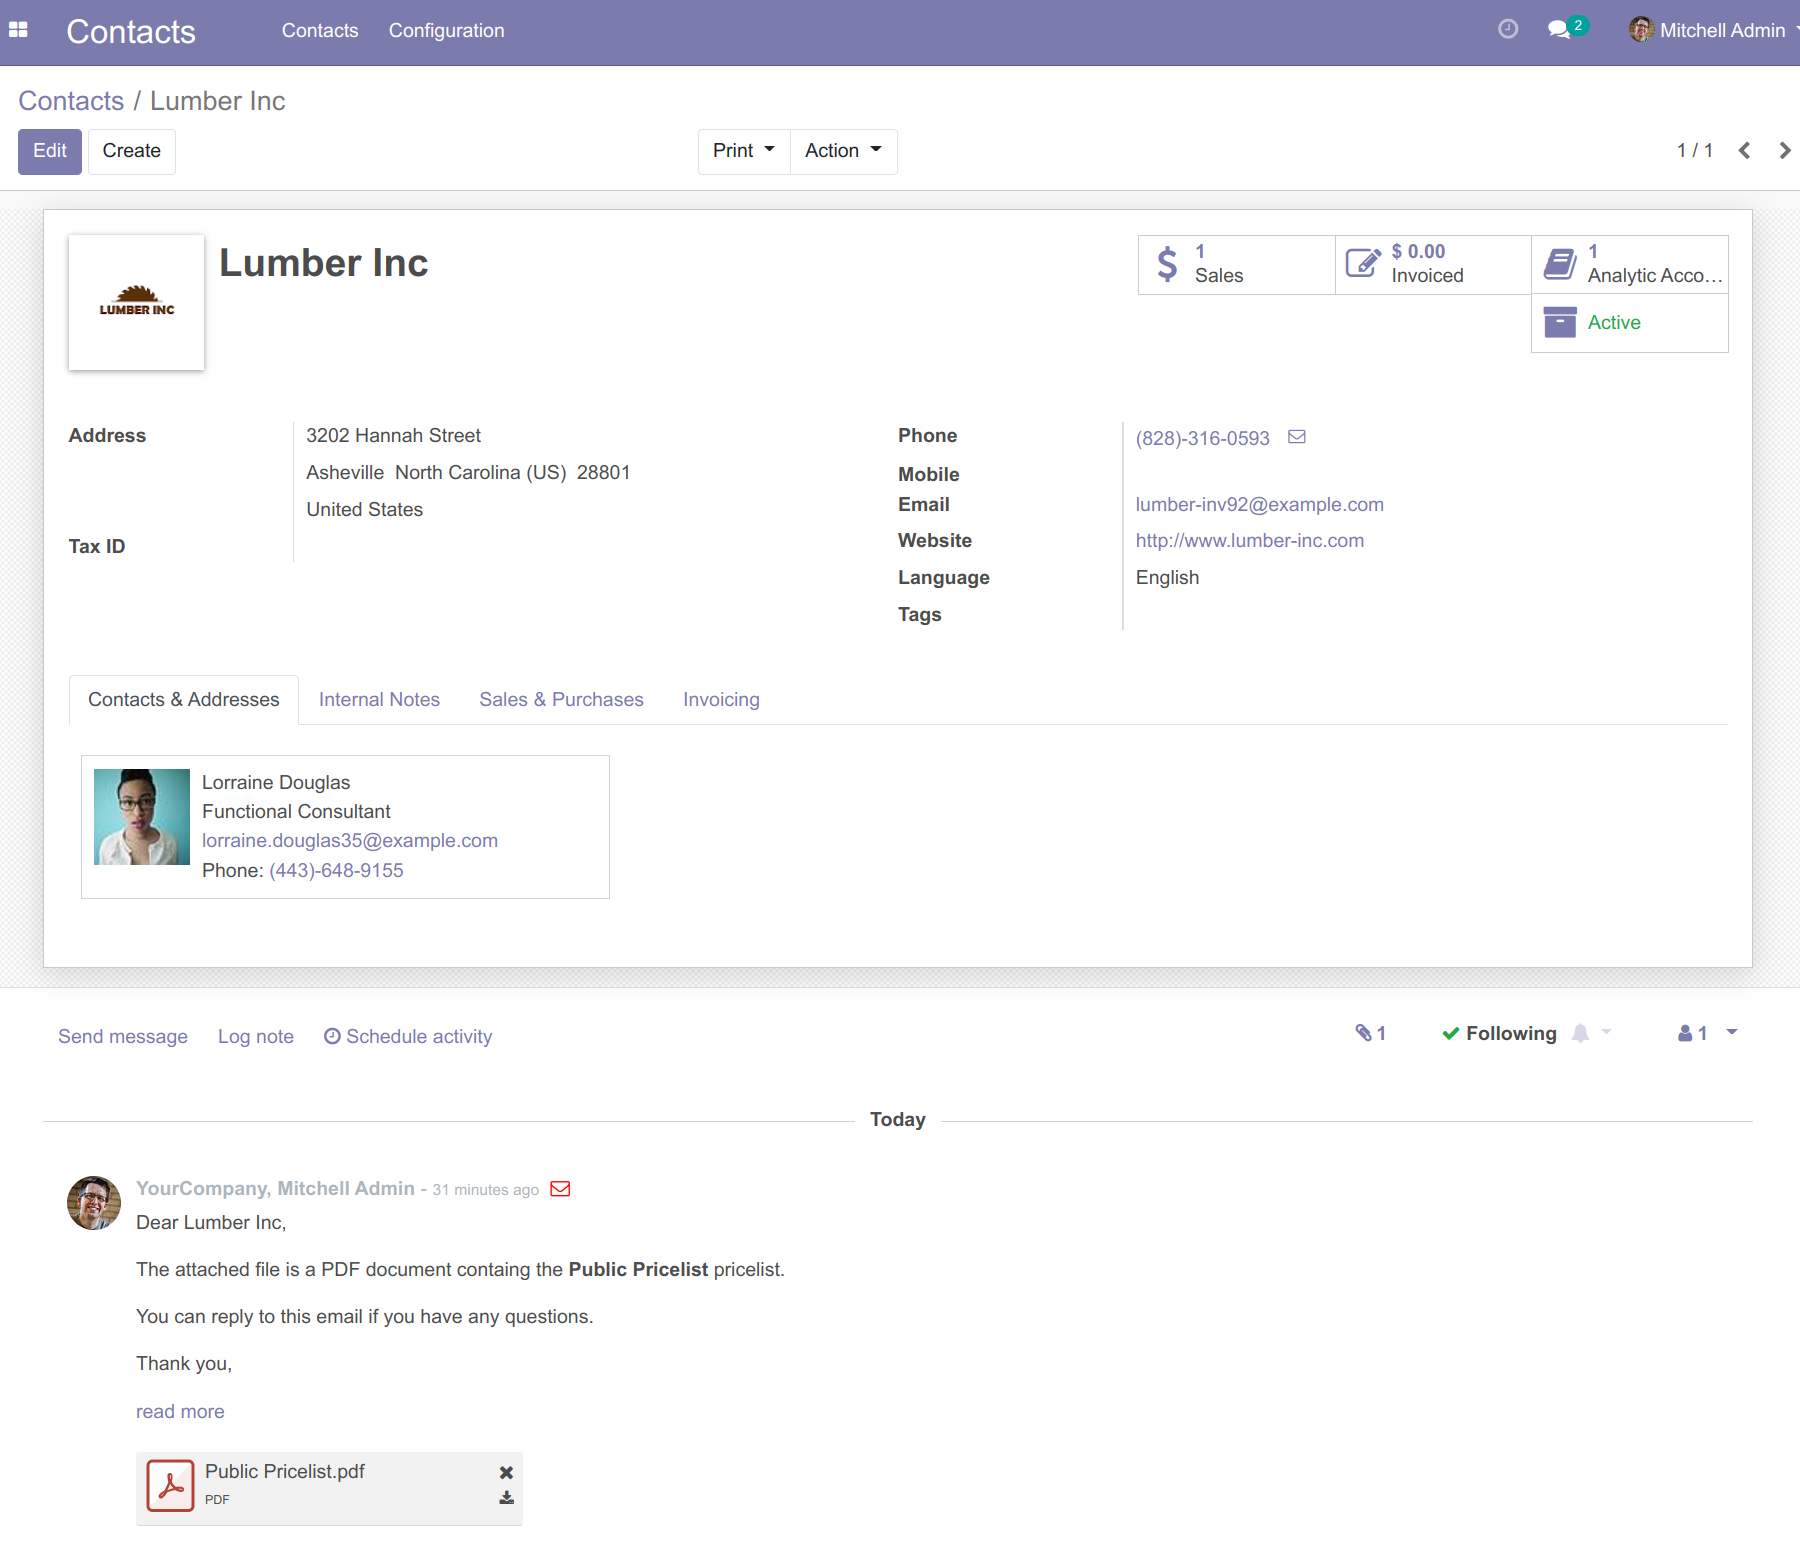 Contacts
Contacts
Configuration
2
Mitchell Admin
Contacts / Lumber Inc
Edit
Create
Print
Action
1 / 1
LUMBER INC
Lumber Inc
1
Sales
$ 0.00
Invoiced
1
Analytic Acco...
Active
Address
3202 Hannah Street
Asheville North Carolina (US) 28801
United States
Tax ID
Phone
(828)-316-0593
Mobile
Email
lumber-inv92@example.com
Website
http://www.lumber-inc.com
Language
English
Tags
Contacts & Addresses
Internal Notes
Sales & Purchases
Invoicing
Lorraine Douglas
Functional Consultant
lorraine.douglas35@example.com
Phone: (443)-648-9155
Send message
Log note
Schedule activity
1
Following
1
Today
YourCompany, Mitchell Admin - 31 minutes ago
Dear Lumber Inc,
The attached file is a PDF document containg the Public Pricelist pricelist.
You can reply to this email if you have any questions.
Thank you,
read more
Public Pricelist.pdf
PDF